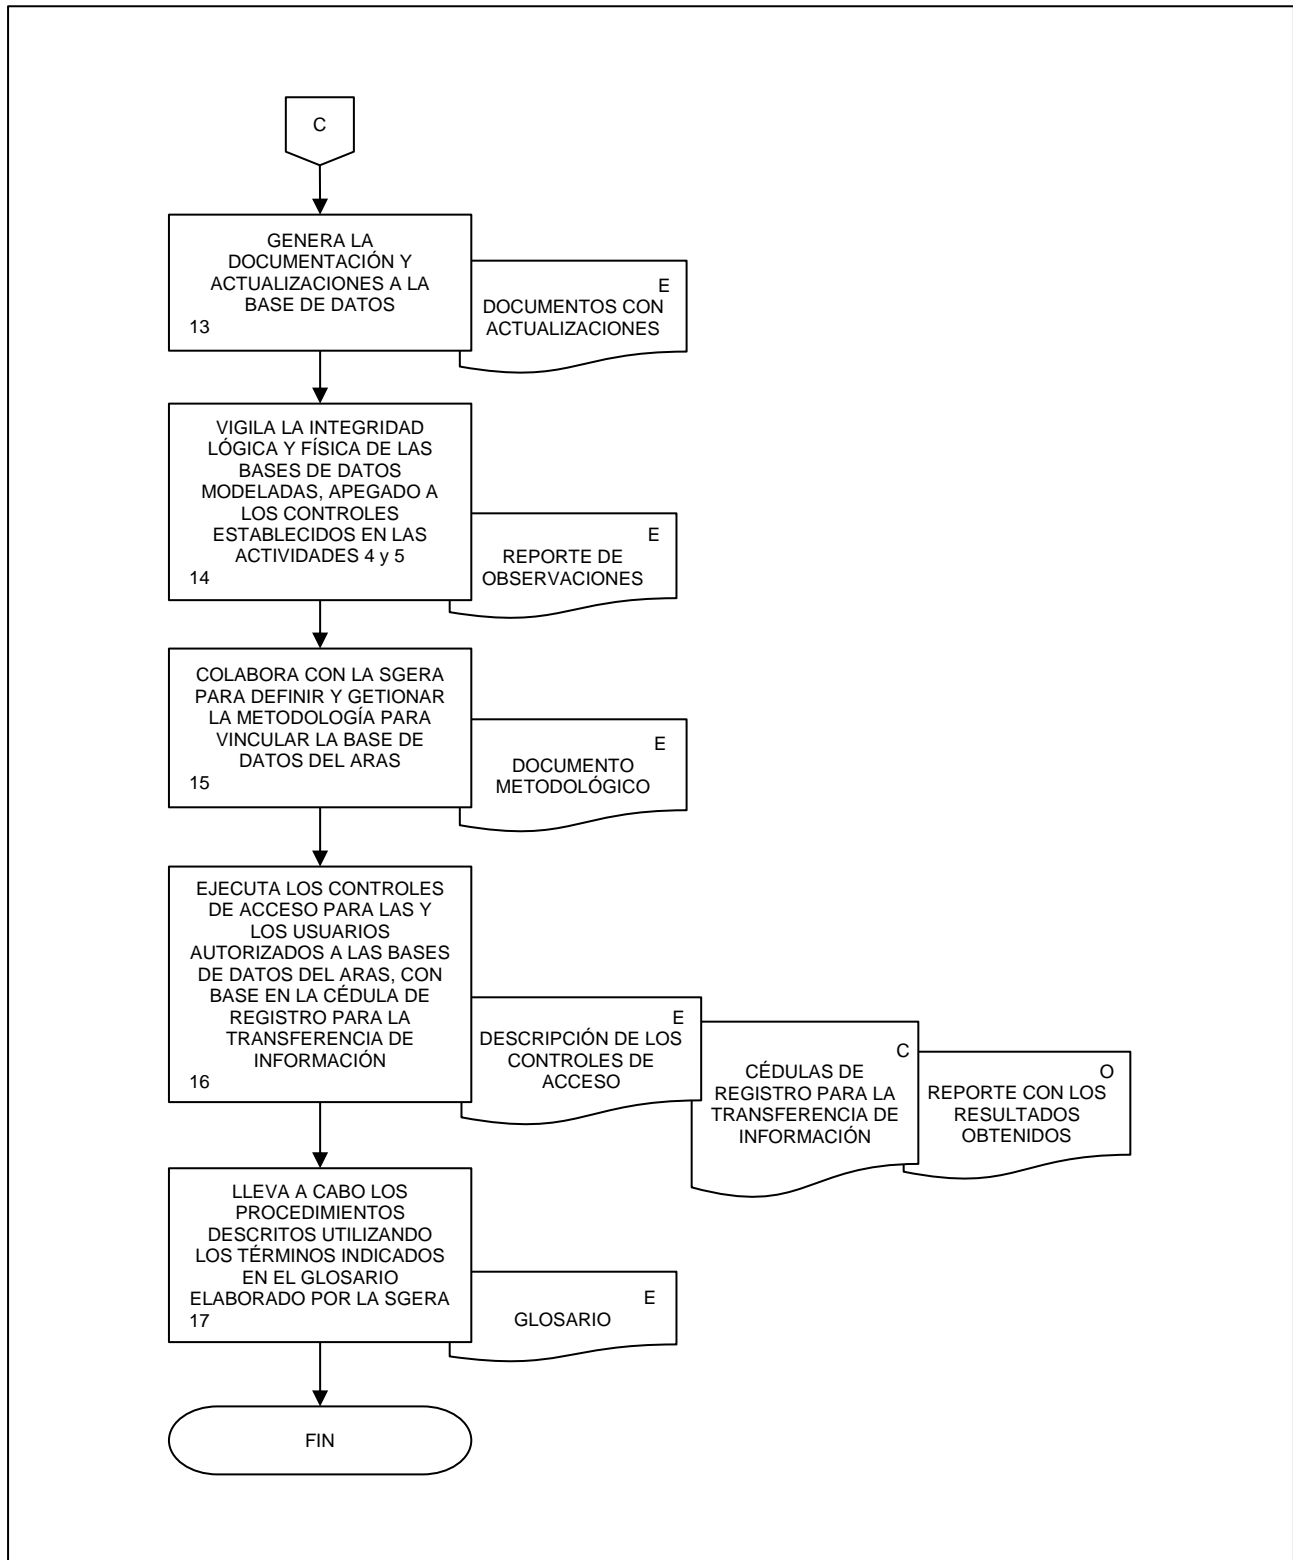 C
GENERA LA
DOCUMENTACIÓN Y
ACTUALIZACIONES A LA
BASE DE DATOS
13
E
DOCUMENTOS CON
ACTUALIZACIONES
VIGILA LA INTEGRIDAD
LÓGICA Y FÍSICA DE LAS
BASES DE DATOS
MODELADAS, APEGADO A
LOS CONTROLES
ESTABLECIDOS EN LAS
ACTIVIDADES 4 y 5
14
E
REPORTE DE
OBSERVACIONES
COLABORA CON LA SGERA
PARA DEFINIR Y GETIONAR
LA METODOLOGÍA PARA
VINCULAR LA BASE DE
DATOS DEL ARAS
15
E
DOCUMENTO
METODOLÓGICO
EJECUTA LOS CONTROLES
DE ACCESO PARA LAS Y
LOS USUARIOS
AUTORIZADOS A LAS BASES
DE DATOS DEL ARAS, CON
BASE EN LA CÉDULA DE
REGISTRO PARA LA
TRANSFERENCIA DE
INFORMACIÓN
16
E
DESCRIPCIÓN DE LOS
CONTROLES DE
ACCESO
C
CÉDULAS DE
REGISTRO PARA LA
TRANSFERENCIA DE
INFORMACIÓN
O
REPORTE CON LOS
RESULTADOS
OBTENIDOS
LLEVA A CABO LOS
PROCEDIMIENTOS
DESCRITOS UTILIZANDO
LOS TÉRMINOS INDICADOS
EN EL GLOSARIO
ELABORADO POR LA SGERA
17
E
GLOSARIO
FIN